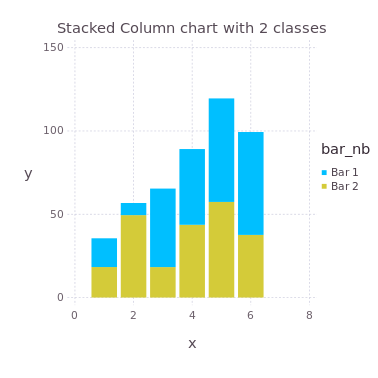 Stacked Column chart with 2 classes
150
100
50
0
y
0 2 4 6 8
x
bar_nb
Bar 1
Bar 2